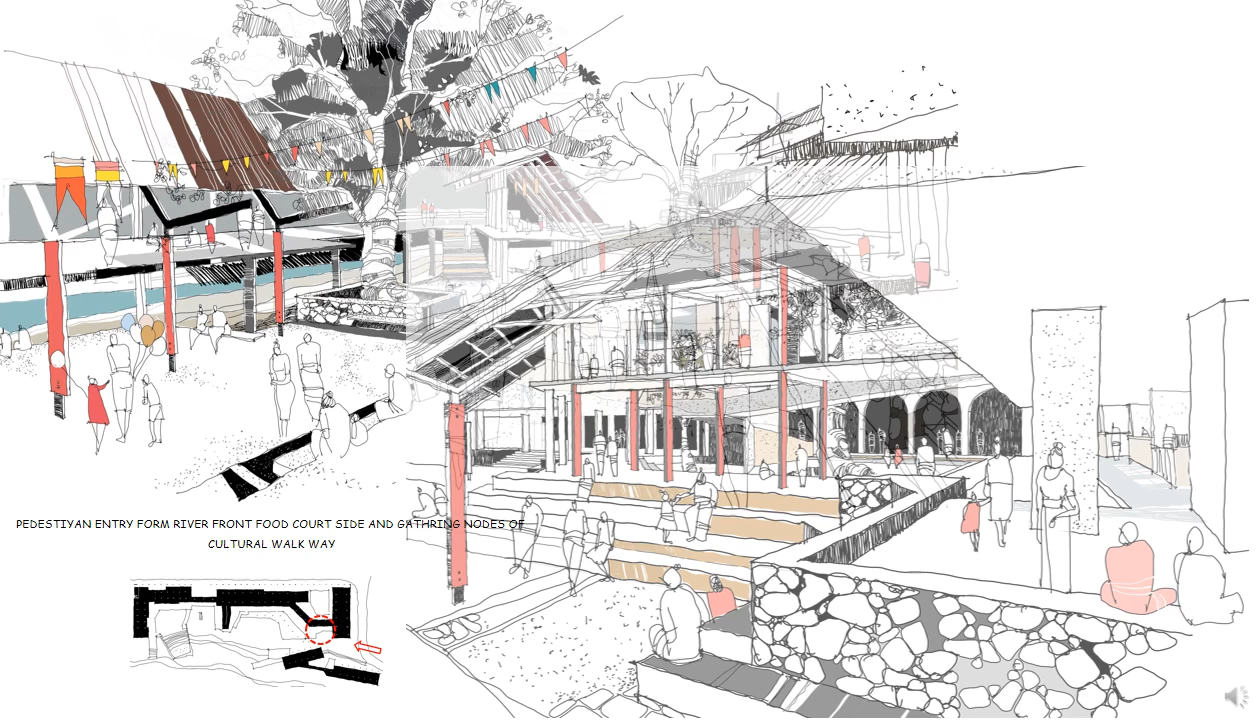 PEDESTIYAN ENTRY FORM RIVER FRONT FOOD COURT SIDE AND GATHRING NODES OF
CULTURAL WALK WAY